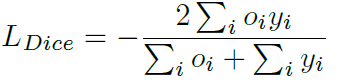 L_{Dice} = -\frac{2\sum_i o_i y_i}{\sum_i o_i + \sum_i y_i}